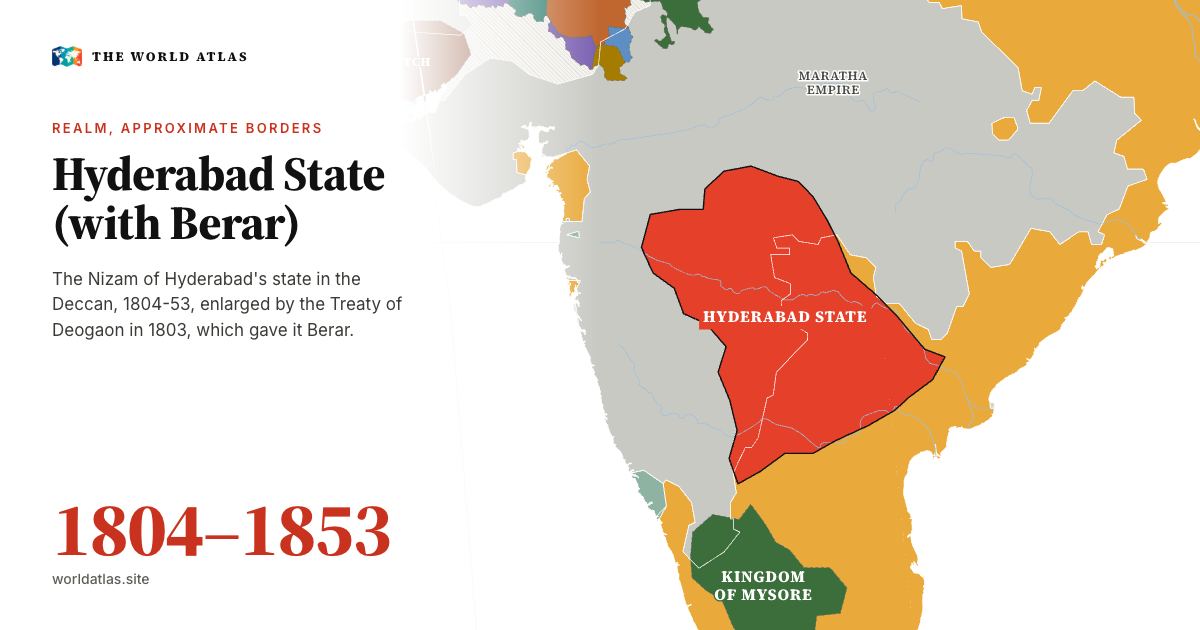 THE WORLD ATLAS
REALM, APPROXIMATE BORDERS
Hyderabad State
(with Berar)
The Nizam of Hyderabad's state in the
Deccan, 1804-53, enlarged by the Treaty of
Deogaon in 1803, which gave it Berar.
1804–1853
worldatlas.site
MARATHA
EMPIRE
HYDERABAD STATE
KINGDOM
OF MYSORE